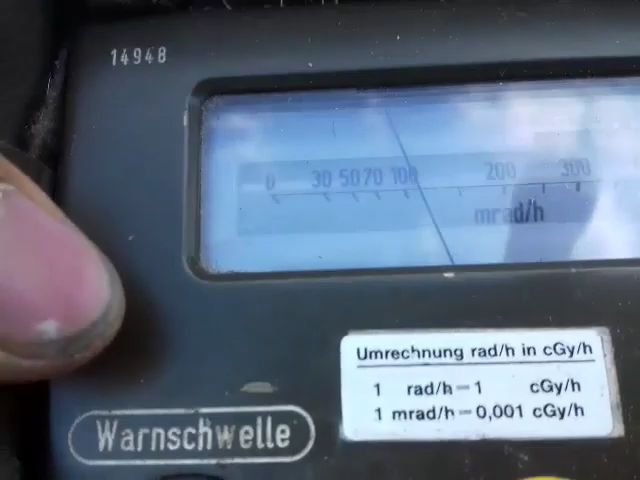 14948
0 30 50 70 100 200 300
mrad/h
Umrechnung rad/h in cGy/h
1 rad/h = 1 cGy/h
1 mrad/h = 0,001 cGy/h
Warnschwelle